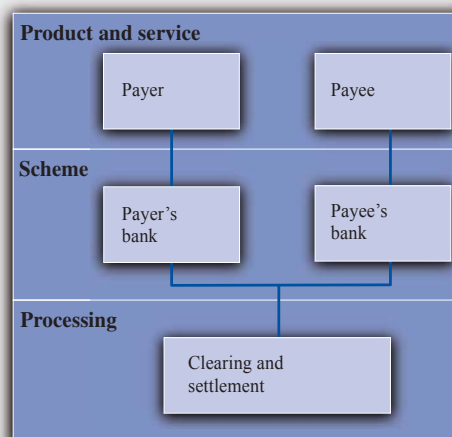 Product and service
Payer
Payee
Scheme
Payer’s
bank
Payee’s
bank
Processing
Clearing and
settlement